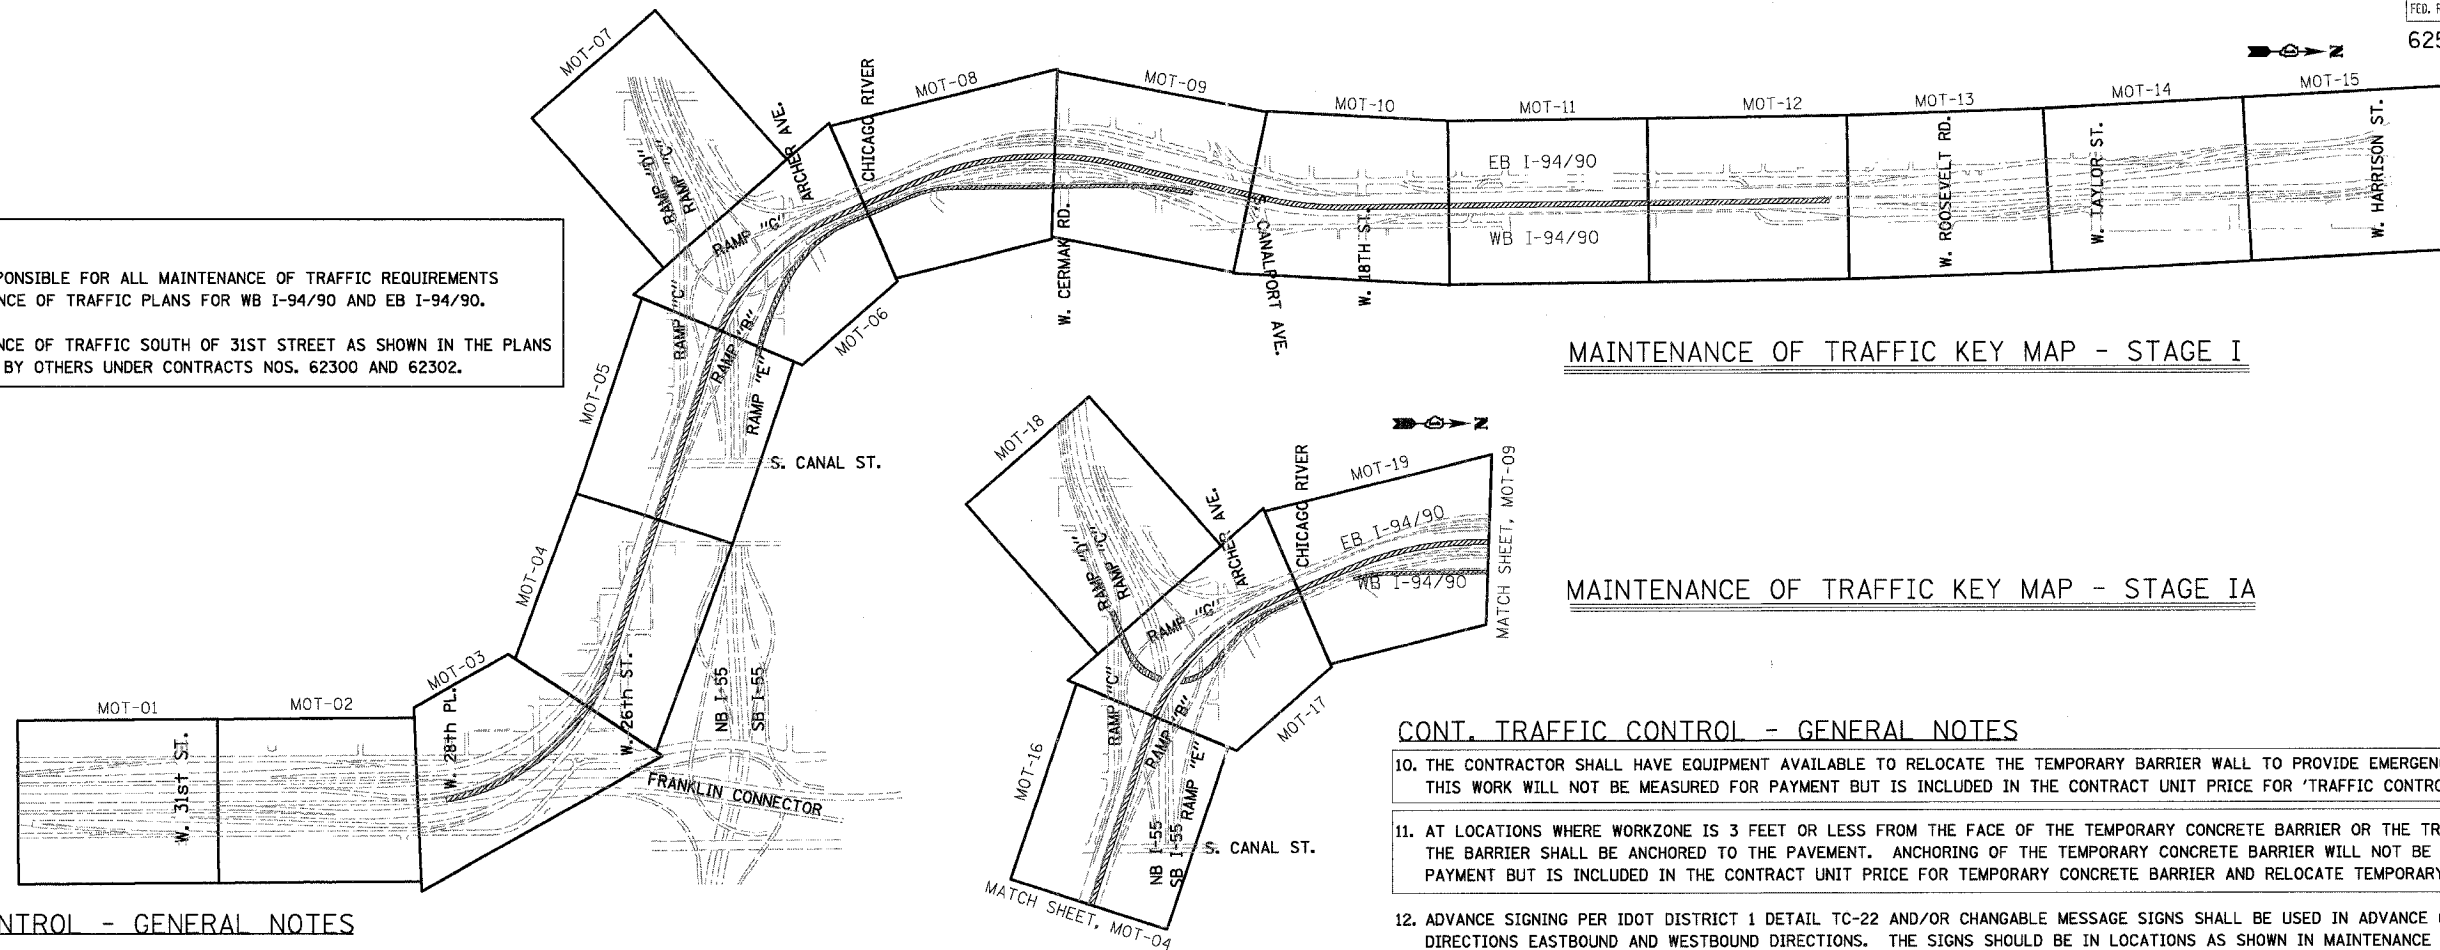 FED.
625
N
MOT-07
MOT-08
MOT-09
MOT-10
MOT-11
MOT-12
MOT-13
MOT-14
MOT-15
ARCHER AVE.
CHICAGO RIVER
RAMP "D"
RAMP "C"
RAMP "G"
W. CERMAK RD.
CANALPORT AVE.
W. 18TH ST.
EB I-94/90
WB I-94/90
W. ROOSEVELT RD.
W. TAYLOR ST.
W. HARRISON ST.
PONSIBLE FOR ALL MAINTENANCE OF TRAFFIC REQUIREMENTS
NCE OF TRAFFIC PLANS FOR WB I-94/90 AND EB I-94/90.
NCE OF TRAFFIC SOUTH OF 31ST STREET AS SHOWN IN THE PLANS
BY OTHERS UNDER CONTRACTS NOS. 62300 AND 62302.
RAMP "C"
RAMP "B"
RAMP "E"
MOT-06
MOT-05
S. CANAL ST.
MOT-04
MAINTENANCE OF TRAFFIC KEY MAP - STAGE I
MOT-03
MOT-02
MOT-01
W. 31st ST.
W. 28th PL.
W. 26th ST.
NB I-55
SB I-55
FRANKLIN CONNECTOR
N
MOT-18
MOT-19
ARCHER AVE.
CHICAGO RIVER
MATCH SHEET, MOT-09
EB I-94/90
WB I-94/90
RAMP "D"
RAMP "C"
RAMP "G"
RAMP "C"
RAMP "B"
RAMP "E"
MOT-17
MOT-16
NB I-55
SB I-55
S. CANAL ST.
MATCH SHEET, MOT-04
MAINTENANCE OF TRAFFIC KEY MAP - STAGE IA
CONT. TRAFFIC CONTROL - GENERAL NOTES
10. THE CONTRACTOR SHALL HAVE EQUIPMENT AVAILABLE TO RELOCATE THE TEMPORARY BARRIER WALL TO PROVIDE EMERGEN
THIS WORK WILL NOT BE MEASURED FOR PAYMENT BUT IS INCLUDED IN THE CONTRACT UNIT PRICE FOR 'TRAFFIC CONTRO
11. AT LOCATIONS WHERE WORKZONE IS 3 FEET OR LESS FROM THE FACE OF THE TEMPORARY CONCRETE BARRIER OR THE TR
THE BARRIER SHALL BE ANCHORED TO THE PAVEMENT. ANCHORING OF THE TEMPORARY CONCRETE BARRIER WILL NOT BE
PAYMENT BUT IS INCLUDED IN THE CONTRACT UNIT PRICE FOR TEMPORARY CONCRETE BARRIER AND RELOCATE TEMPORARY
12. ADVANCE SIGNING PER IDOT DISTRICT 1 DETAIL TC-22 AND/OR CHANGABLE MESSAGE SIGNS SHALL BE USED IN ADVANCE
DIRECTIONS EASTBOUND AND WESTBOUND DIRECTIONS. THE SIGNS SHOULD BE IN LOCATIONS AS SHOWN IN MAINTENANCE
NTROL - GENERAL NOTES